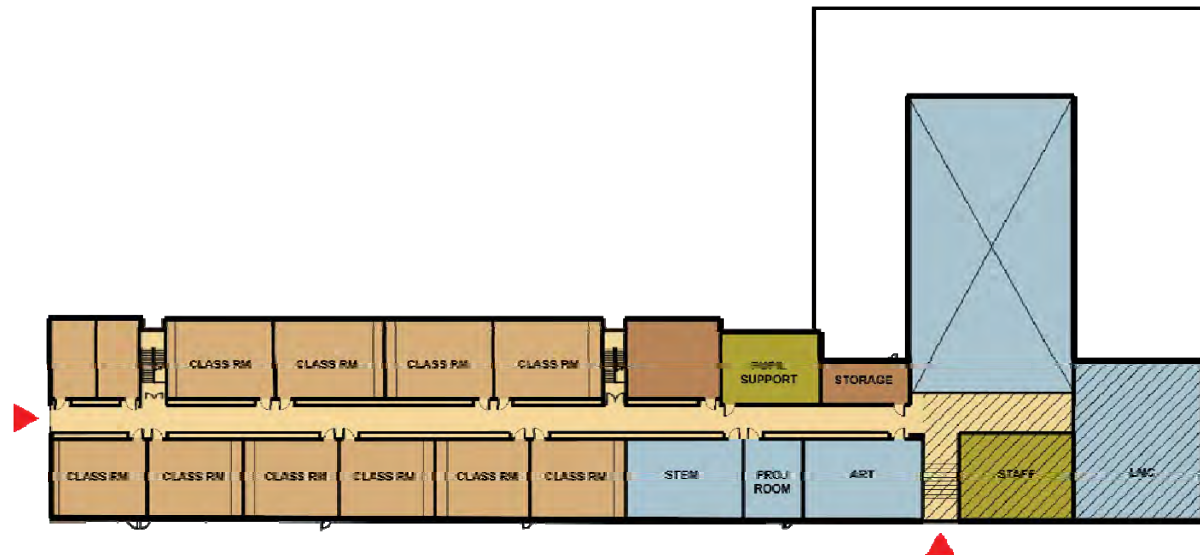 CLASS RM
CLASS RM
CLASS RM
CLASS RM
PUPIL
SUPPORT
STORAGE
CLASS RM
CLASS RM
CLASS RM
CLASS RM
CLASS RM
CLASS RM
STEM
PROJ
ROOM
ART
STAFF
LMC